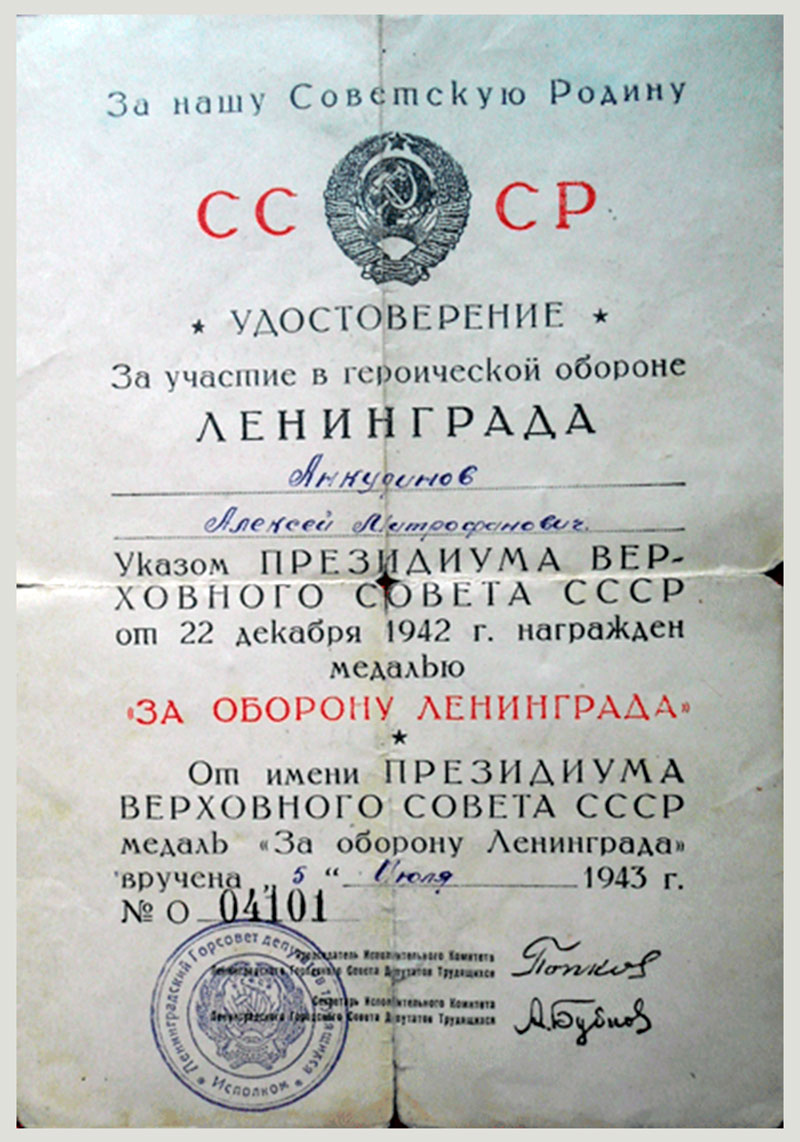 За нашу Советскую Родину
СССР
УДОСТОВЕРЕНИЕ
За участие в героической обороне
ЛЕНИНГРАДА
Анкудинов
Алексей Митрофанович.
Указом ПРЕЗИДИУМА ВЕР-
ХОВНОГО СОВЕТА СССР
от 22 декабря 1942 г. награжден
медалью
«ЗА ОБОРОНУ ЛЕНИНГРАДА»
От имени ПРЕЗИДИУМА
ВЕРХОВНОГО СОВЕТА СССР
медаль «За оборону Ленинграда»
вручена „ 5 “ Июля 1943 г.
№ О 04101
Председатель Исполнительного Комитета
Ленинградского Городского Совета Депутатов Трудящихся
Попков
Секретарь Исполнительного Комитета
Ленинградского Городского Совета Депутатов Трудящихся
А.Бубнов
Ленинградский Горсовет депутатов трудящихся
Исполком